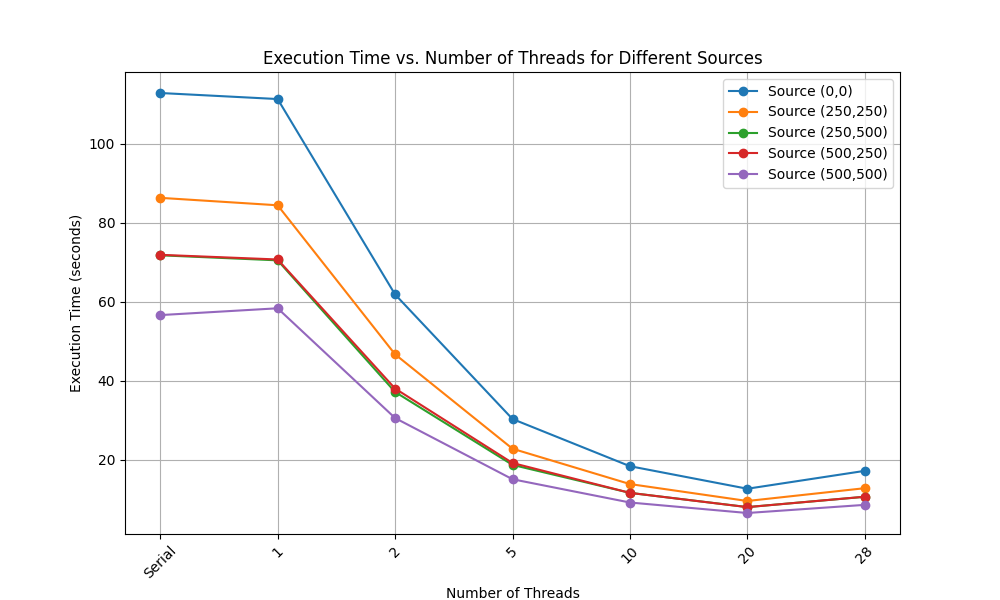 Execution Time vs. Number of Threads for Different Sources
Source (0,0)
Source (250,250)
Source (250,500)
Source (500,250)
Source (500,500)
Execution Time (seconds)
100
80
60
40
20
Serial
1
2
5
10
20
28
Number of Threads